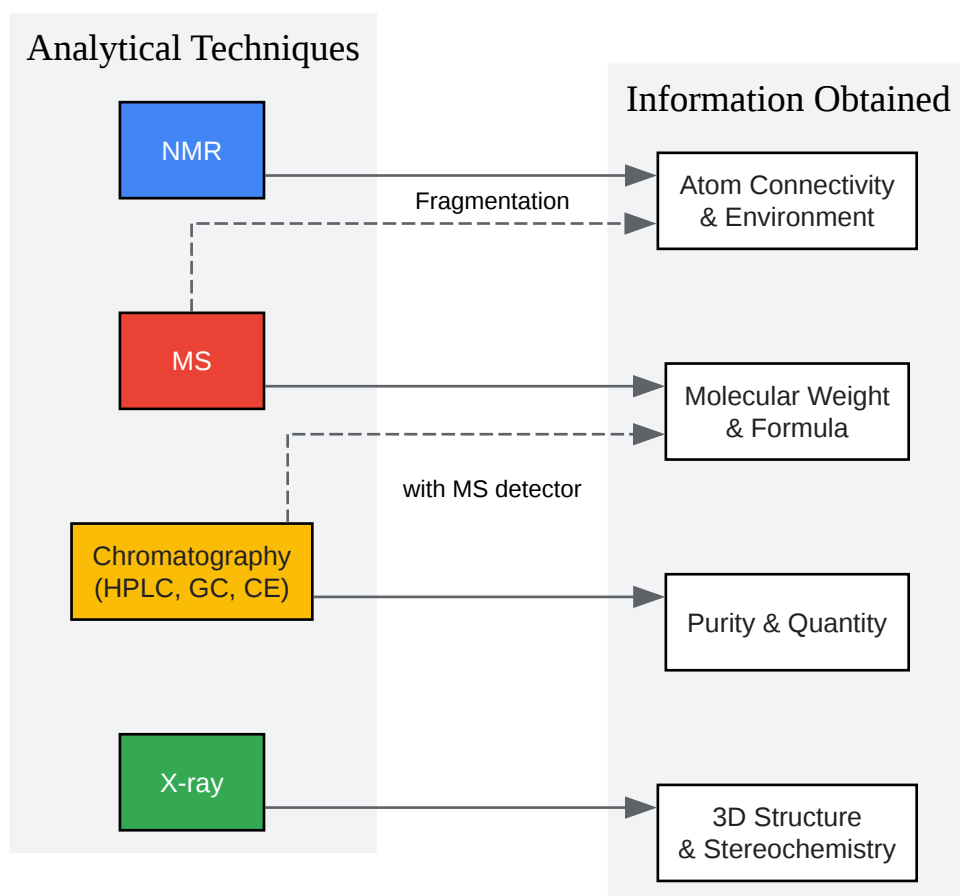 Analytical Techniques
Information Obtained
NMR
Atom Connectivity
& Environment
Fragmentation
MS
Molecular Weight
& Formula
with MS detector
Chromatography
(HPLC, GC, CE)
Purity & Quantity
X-ray
3D Structure
& Stereochemistry